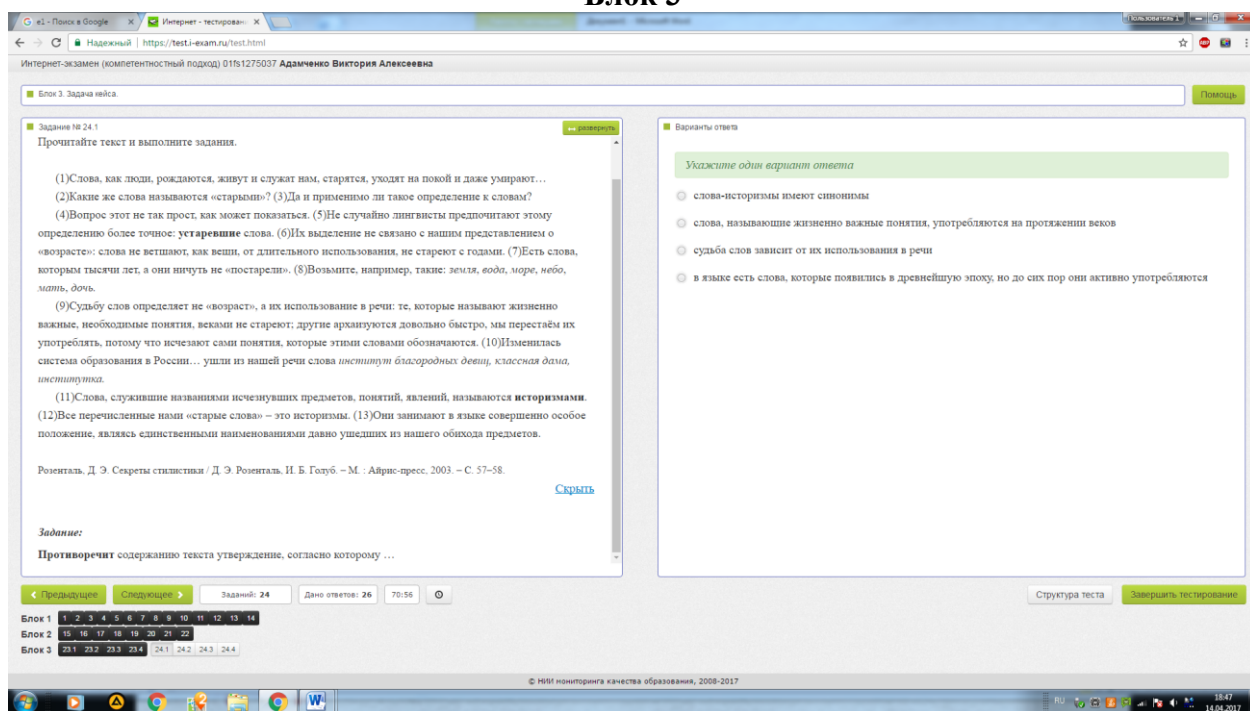 Блок 3
e1 - Поиск в Google
Интернет - тестирован
Пользователь 1
Надежный
https://test.i-exam.ru/test.html
Интернет-экзамен (компетентностный подход) 01fs1275037 Адамченко Виктория Алексеевна
Блок 3. Задача кейса.
Помощь
Задание № 24.1
развернуть
Прочитайте текст и выполните задания.
(1)Слова, как люди, рождаются, живут и служат нам, старятся, уходят на покой и даже умирают…
(2)Какие же слова называются «старыми»? (3)Да и применимо ли такое определение к словам?
(4)Вопрос этот не так прост, как может показаться. (5)Не случайно лингвисты предпочитают этому
определению более точное: устаревшие слова. (6)Их выделение не связано с нашим представлением о
«возрасте»: слова не ветшают, как вещи, от длительного использования, не стареют с годами. (7)Есть слова,
которым тысячи лет, а они ничуть не «постарели». (8)Возьмите, например, такие: земля, вода, море, небо,
мать, дочь.
(9)Судьбу слов определяет не «возраст», а их использование в речи: те, которые называют жизненно
важные, необходимые понятия, веками не стареют; другие архаизуются довольно быстро, мы перестаём их
употреблять, потому что исчезают сами понятия, которые этими словами обозначаются. (10)Изменилась
система образования в России… ушли из нашей речи слова институт благородных девиц, классная дама,
институтка.
(11)Слова, служившие названиями исчезнувших предметов, понятий, явлений, называются историзмами.
(12)Все перечисленные нами «старые слова» – это историзмы. (13)Они занимают в языке совершенно особое
положение, являясь единственными наименованиями давно ушедших из нашего обихода предметов.
Розенталь, Д. Э. Секреты стилистики / Д. Э. Розенталь, И. Б. Голуб. – М. : Айрис-пресс, 2003. – С. 57–58.
Скрыть
Задание:
Противоречит содержанию текста утверждение, согласно которому …
Варианты ответа
Укажите один вариант ответа
слова-историзмы имеют синонимы
слова, называющие жизненно важные понятия, употребляются на протяжении веков
судьба слов зависит от их использования в речи
в языке есть слова, которые появились в древнейшую эпоху, но до сих пор они активно употребляются
Предыдущее
Следующее
Заданий: 24
Дано ответов: 26
70:56
Структура теста
Завершить тестирование
Блок 1 1 2 3 4 5 6 7 8 9 10 11 12 13 14
Блок 2 15 16 17 18 19 20 21 22
Блок 3 23.1 23.2 23.3 23.4 24.1 24.2 24.3 24.4
© НИИ мониторинга качества образования, 2008-2017
RU
18:47
14.04.2017